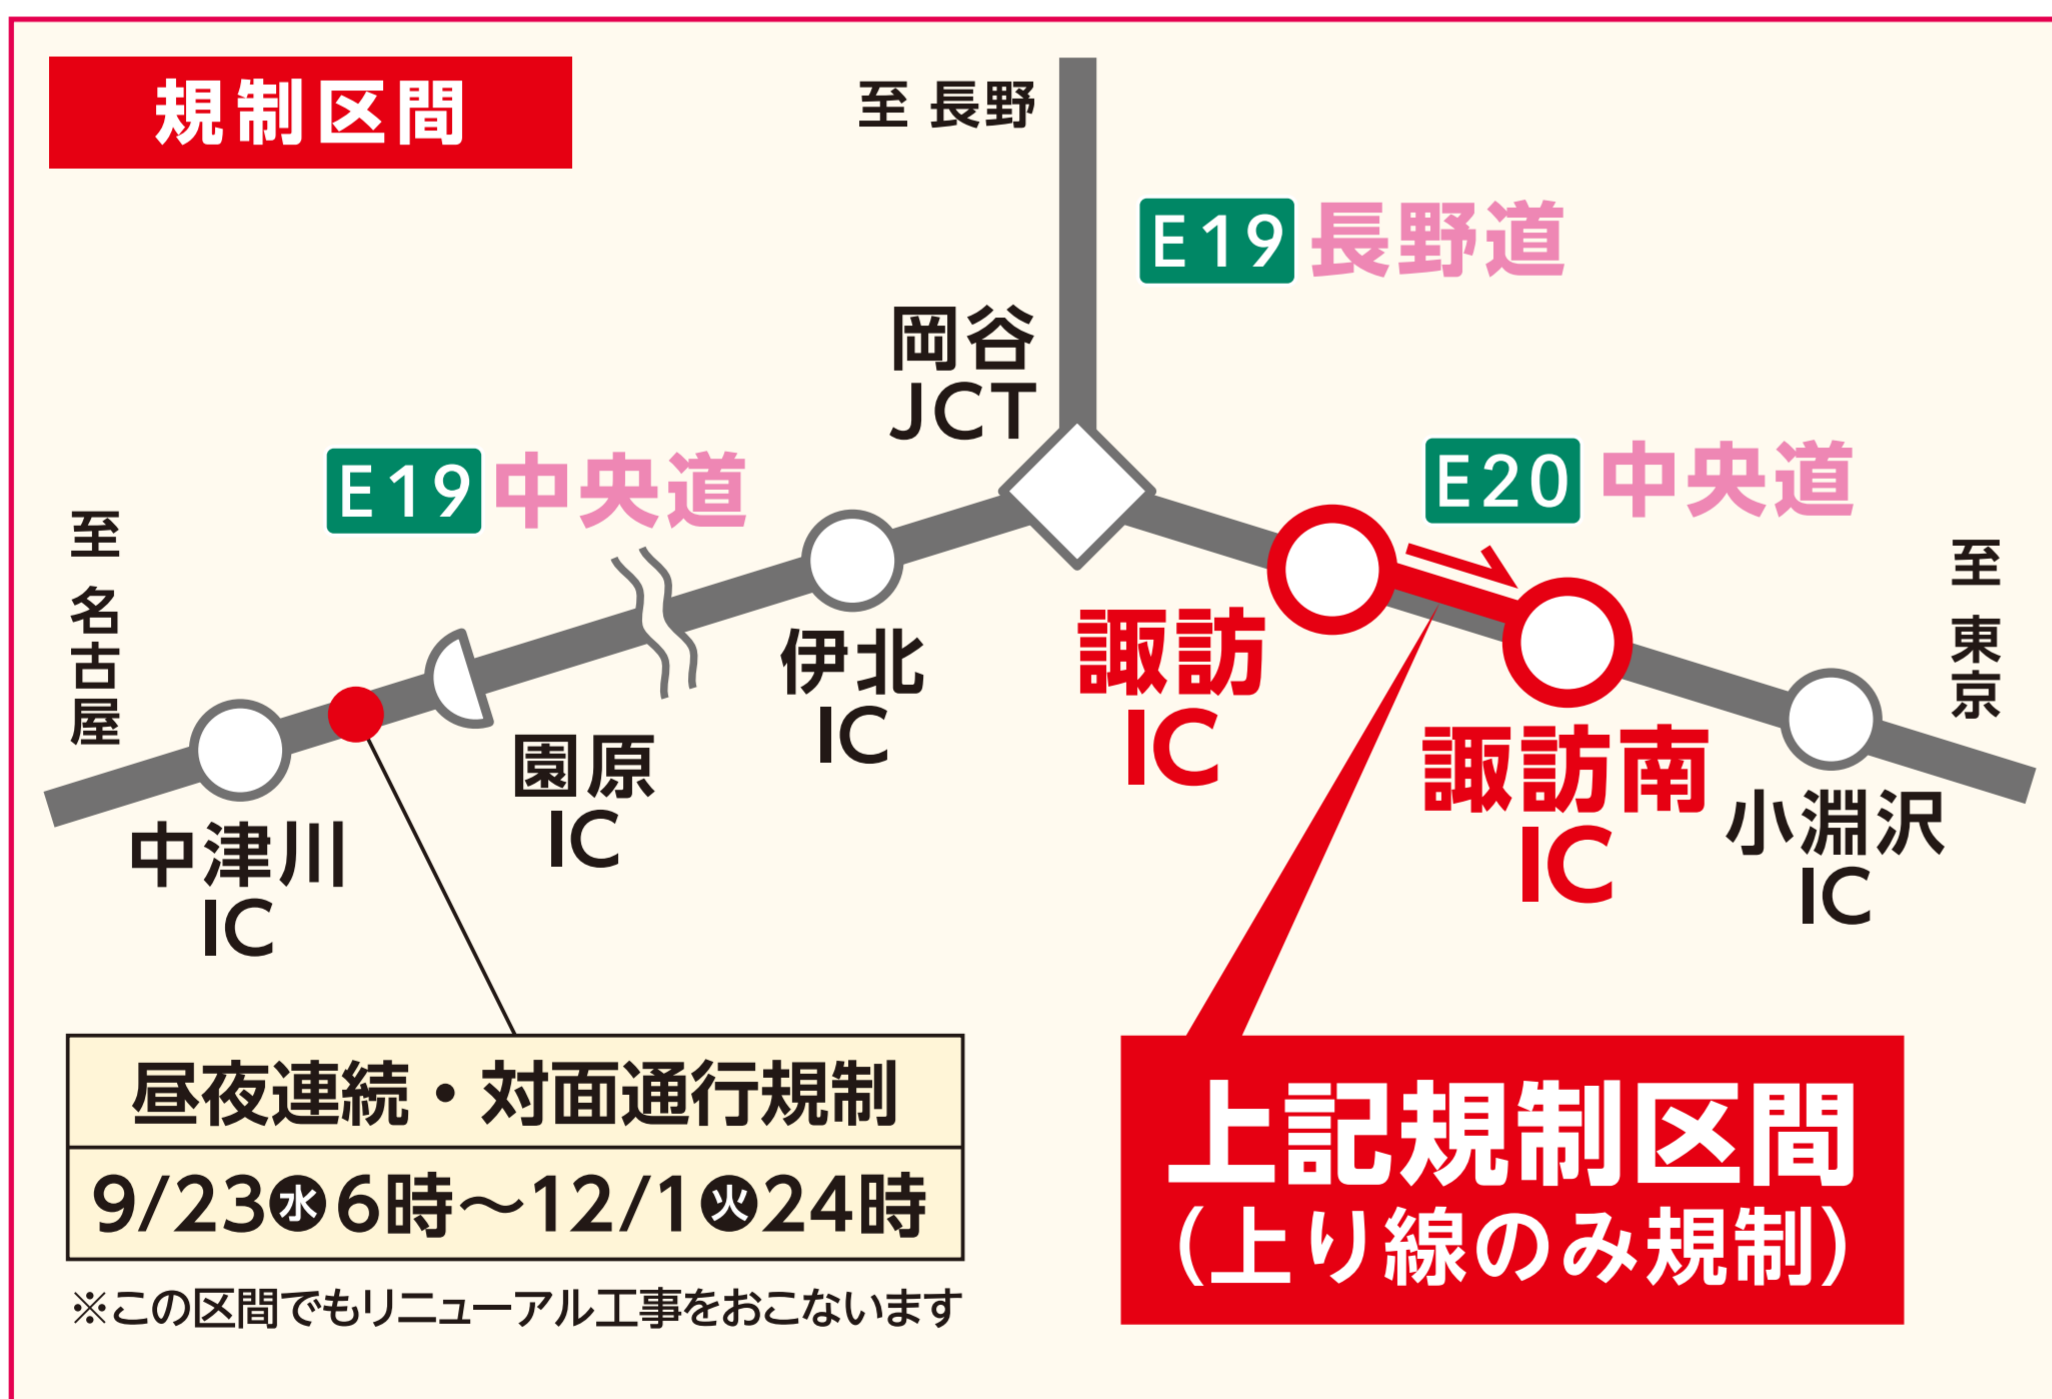 規制区間
至 長野
E19 長野道
岡谷
JCT
E19 中央道
E20 中央道
至 名古屋
至 東京
中津川
IC
園原
IC
伊北
IC
諏訪
IC
諏訪南
IC
小淵沢
IC
昼夜連続・対面通行規制
9/23水6時～12/1火24時
※この区間でもリニューアル工事をおこないます
上記規制区間
(上り線のみ規制)